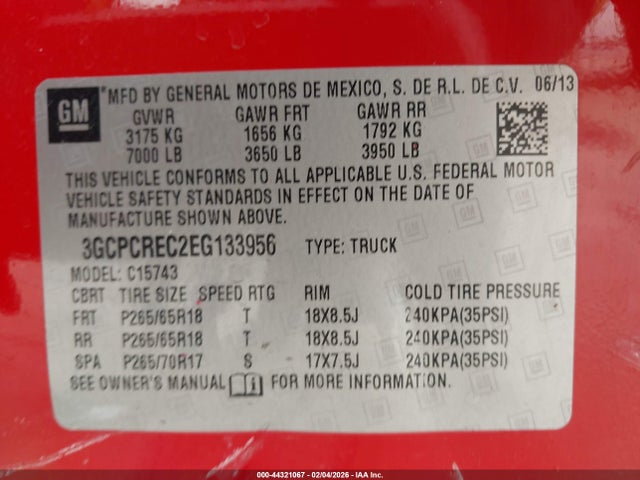 GM
*MFD BY GENERAL MOTORS DE MEXICO, S. DE R.L. DE C.V. 06/13
GVWR GAWR FRT GAWR RR
3175 KG 1656 KG 1792 KG
7000 LB 3650 LB 3950 LB
THIS VEHICLE CONFORMS TO ALL APPLICABLE U.S. FEDERAL MOTOR
VEHICLE SAFETY STANDARDS IN EFFECT ON THE DATE OF
MANUFACTURE SHOWN ABOVE.
3GCPCREC2EG133956 TYPE: TRUCK
MODEL: C15743
CBRT TIRE SIZE SPEED RTG RIM COLD TIRE PRESSURE
FRT P265/65R18 T 18X8.5J 240KPA(35PSI)
RR P265/65R18 T 18X8.5J 240KPA(35PSI)
SPA P265/70R17 S 17X7.5J 240KPA(35PSI)
SEE OWNER'S MANUAL FOR MORE INFORMATION.
000-44321067 - 02/04/2026 - IAA Inc.